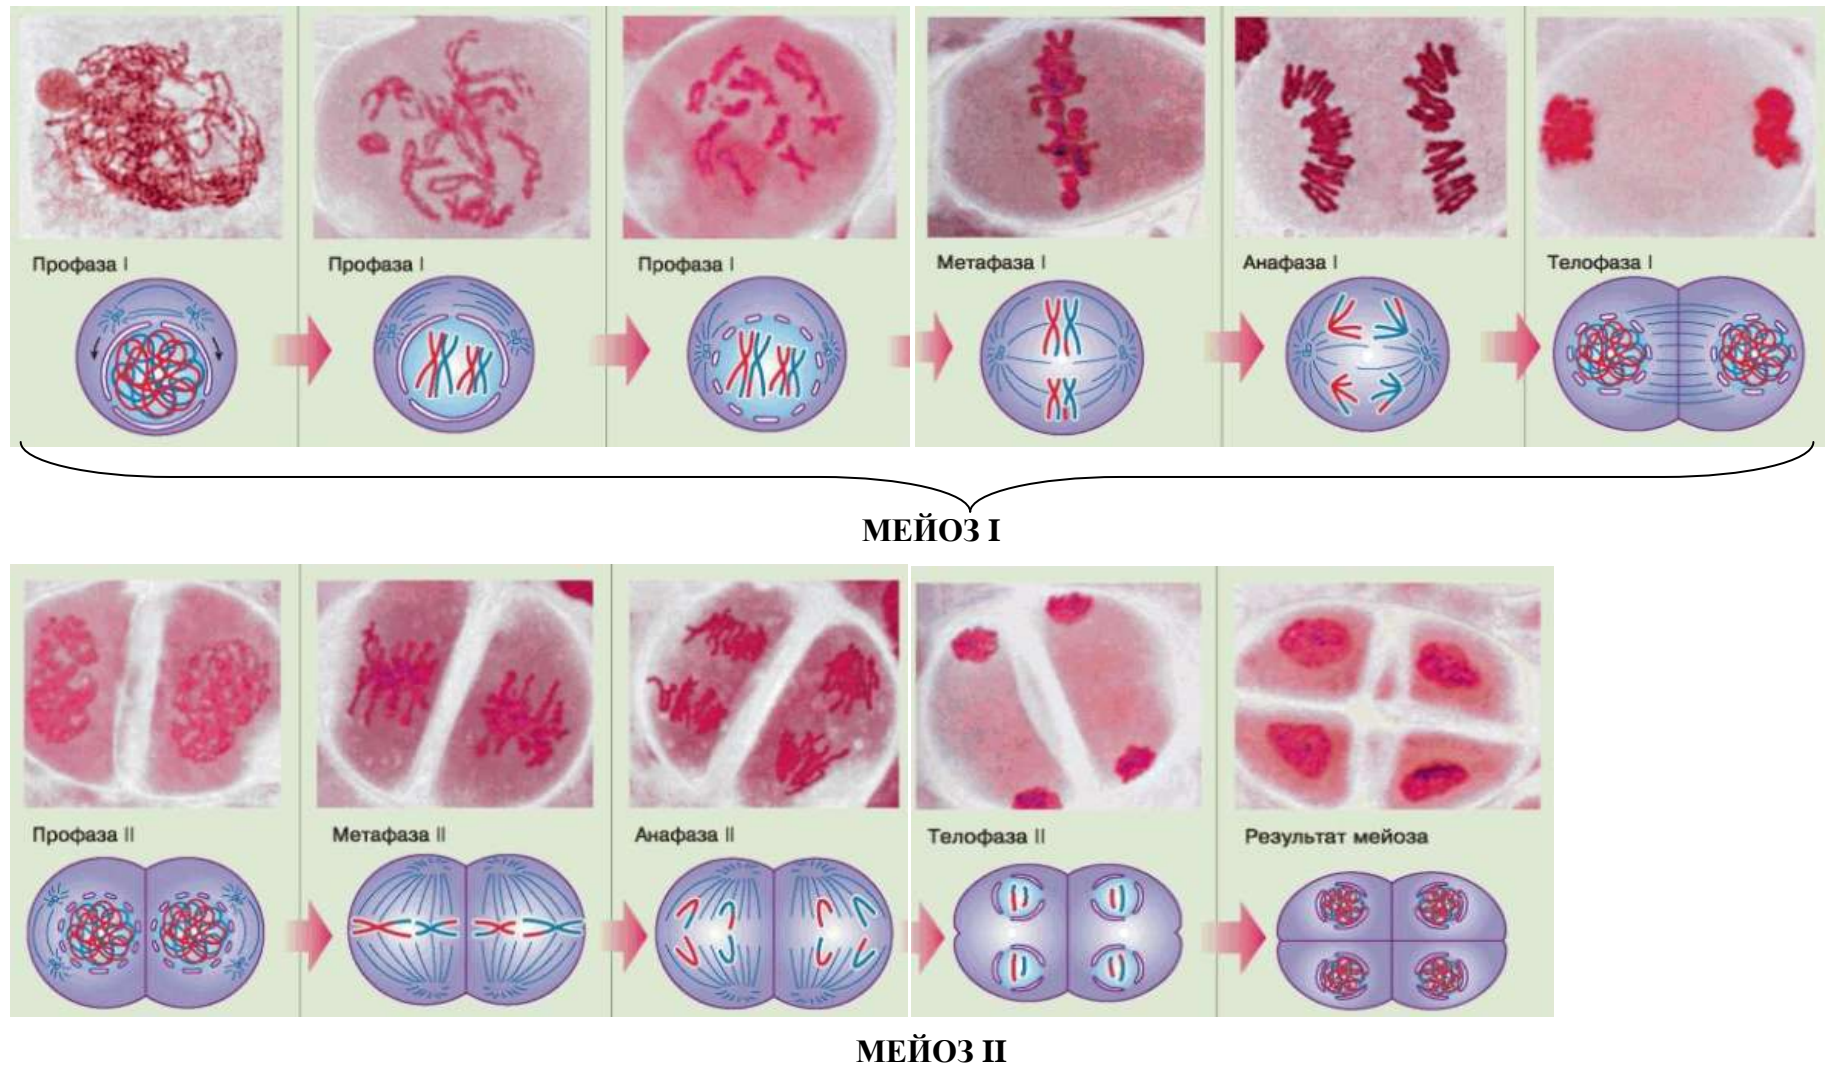 Профаза I
Профаза I
Профаза I
Метафаза I
Анафаза I
Телофаза I
МЕЙОЗ I
Профаза II
Метафаза II
Анафаза II
Телофаза II
Результат мейоза
МЕЙОЗ II